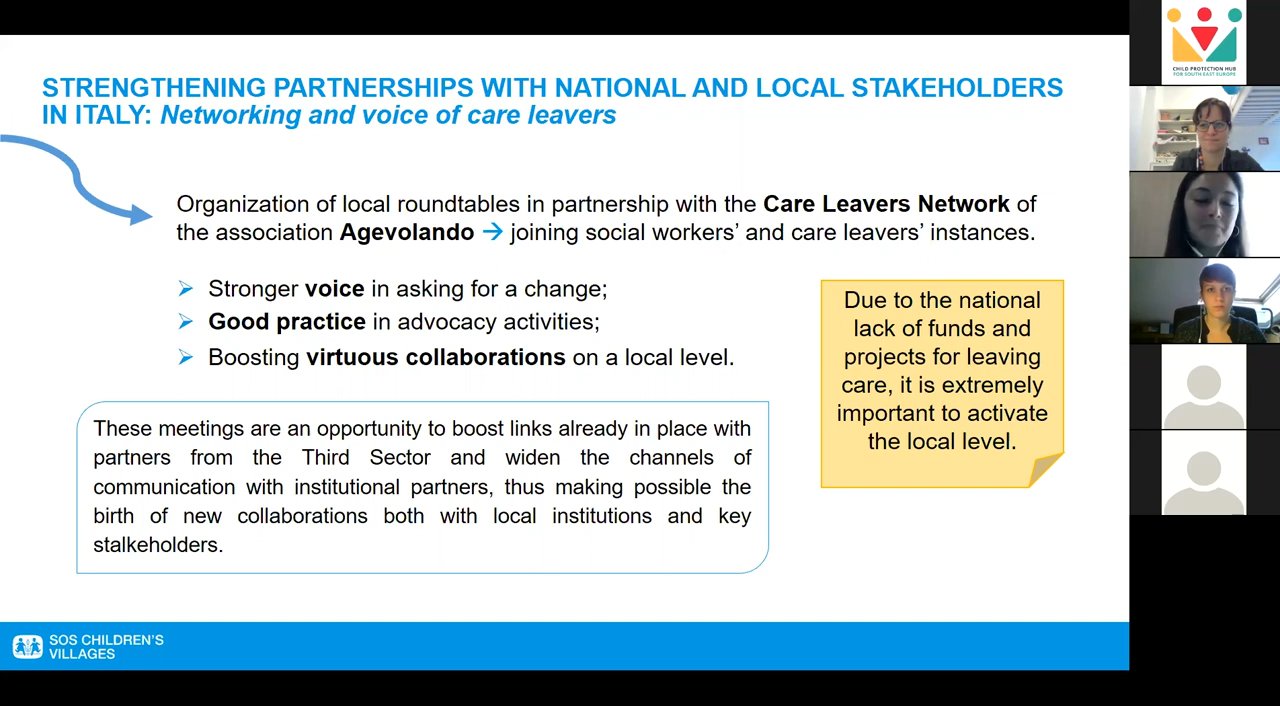 STRENGTHENING PARTNERSHIPS WITH NATIONAL AND LOCAL STAKEHOLDERS
IN ITALY: Networking and voice of care leavers
Organization of local roundtables in partnership with the Care Leavers Network of
the association Agevolando → joining social workers’ and care leavers’ instances.
➢ Stronger voice in asking for a change;
➢ Good practice in advocacy activities;
➢ Boosting virtuous collaborations on a local level.
Due to the national
lack of funds and
projects for leaving
care, it is extremely
important to activate
the local level.
These meetings are an opportunity to boost links already in place with
partners from the Third Sector and widen the channels of
communication with institutional partners, thus making possible the
birth of new collaborations both with local institutions and key
stalkeholders.
SOS CHILDREN’S
VILLAGES
CHILD PROTECTION HUB
FOR SOUTH EAST EUROPE